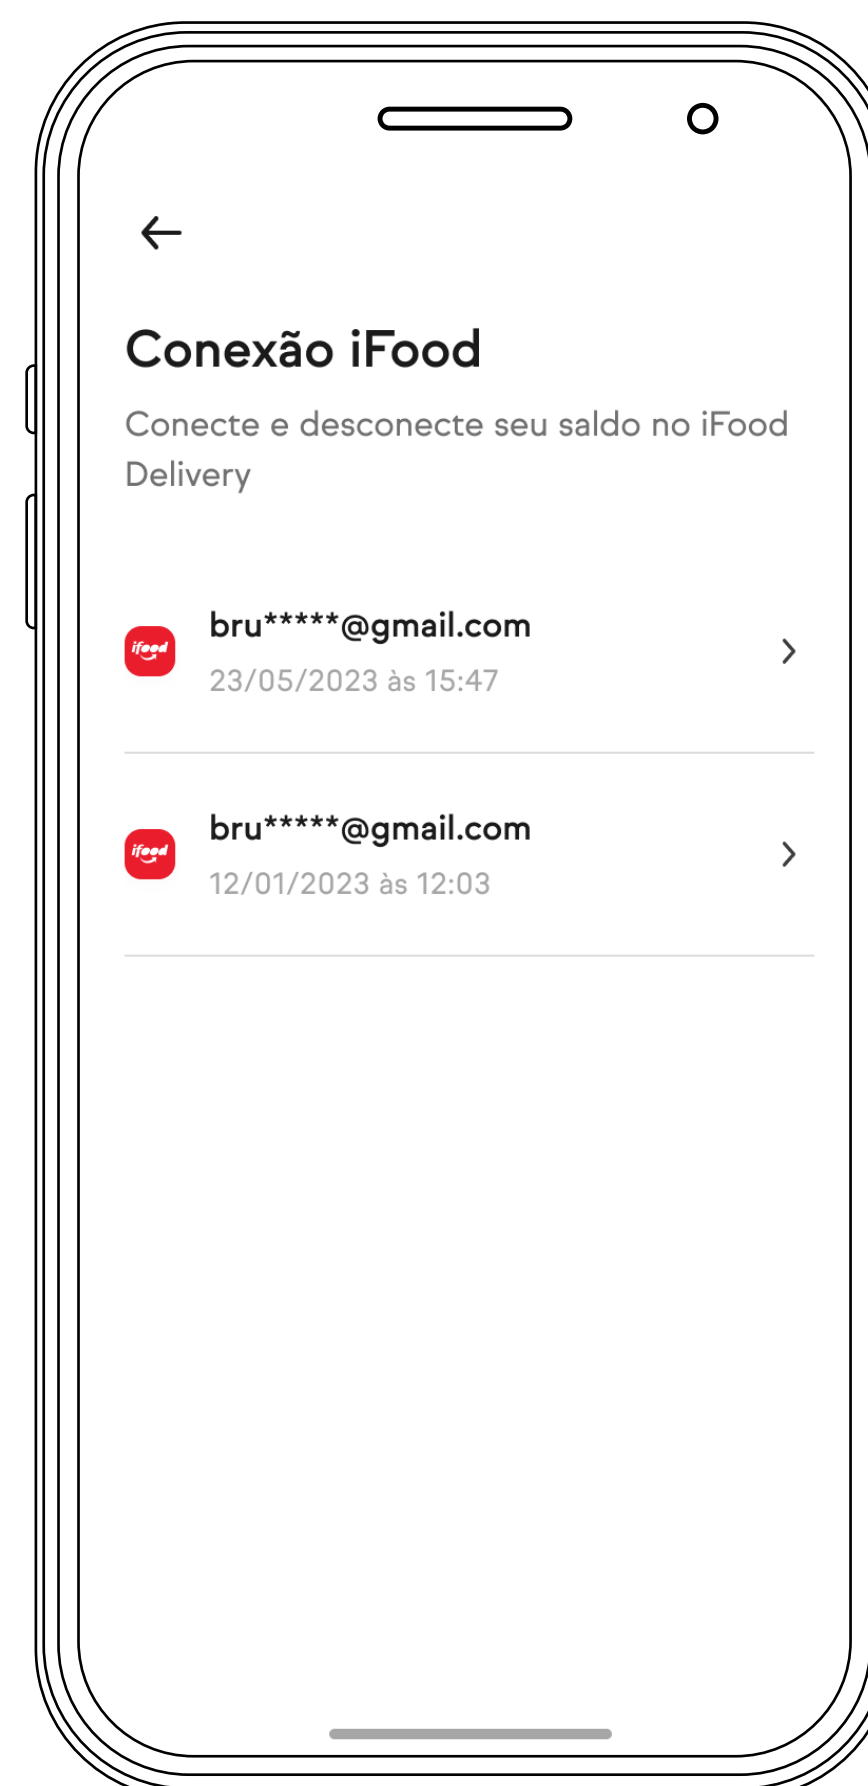 Conexão iFood
Conecte e desconecte seu saldo no iFood
Delivery
ifood
bru*****@gmail.com
23/05/2023 às 15:47
ifood
bru*****@gmail.com
12/01/2023 às 12:03